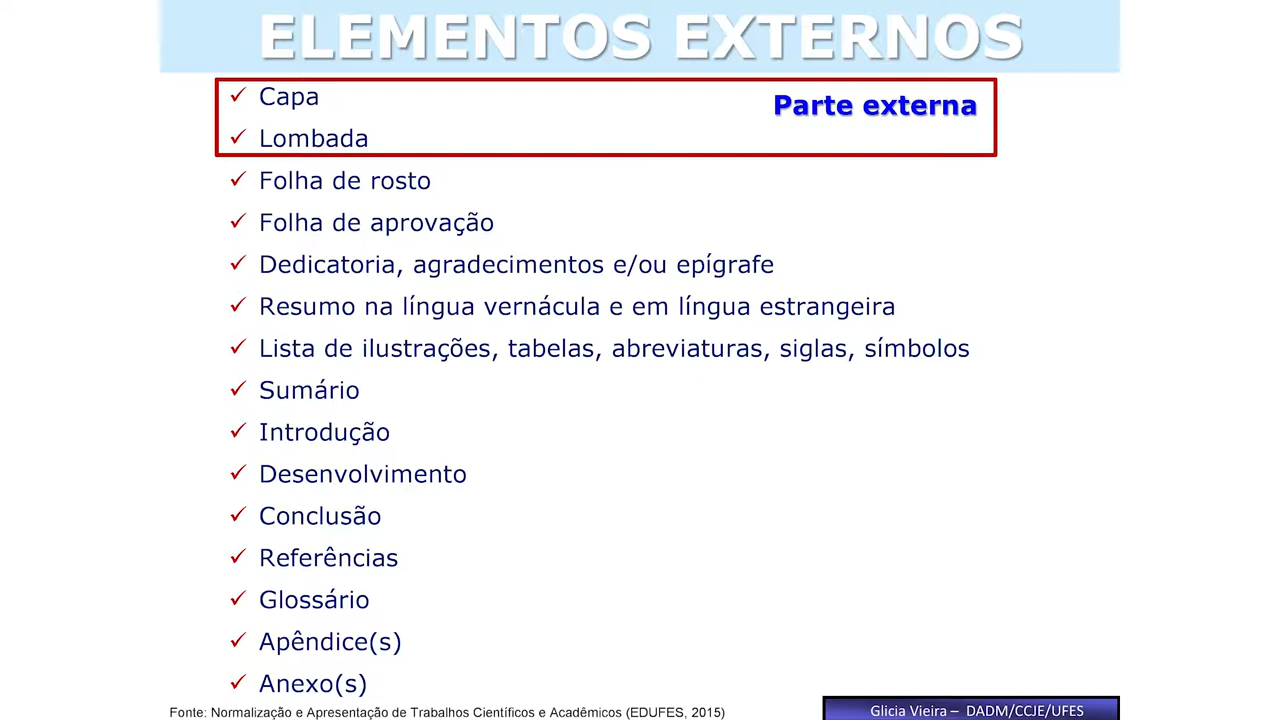 ELEMENTOS EXTERNOS
✓ Capa
Parte externa
✓ Lombada
✓ Folha de rosto
✓ Folha de aprovação
✓ Dedicatoria, agradecimentos e/ou epígrafe
✓ Resumo na língua vernácula e em língua estrangeira
✓ Lista de ilustrações, tabelas, abreviaturas, siglas, símbolos
✓ Sumário
✓ Introdução
✓ Desenvolvimento
✓ Conclusão
✓ Referências
✓ Glossário
✓ Apêndice(s)
✓ Anexo(s)
Fonte: Normalização e Apresentação de Trabalhos Científicos e Acadêmicos (EDUFES, 2015)
Glicia Vieira – DADM/CCJE/UFES